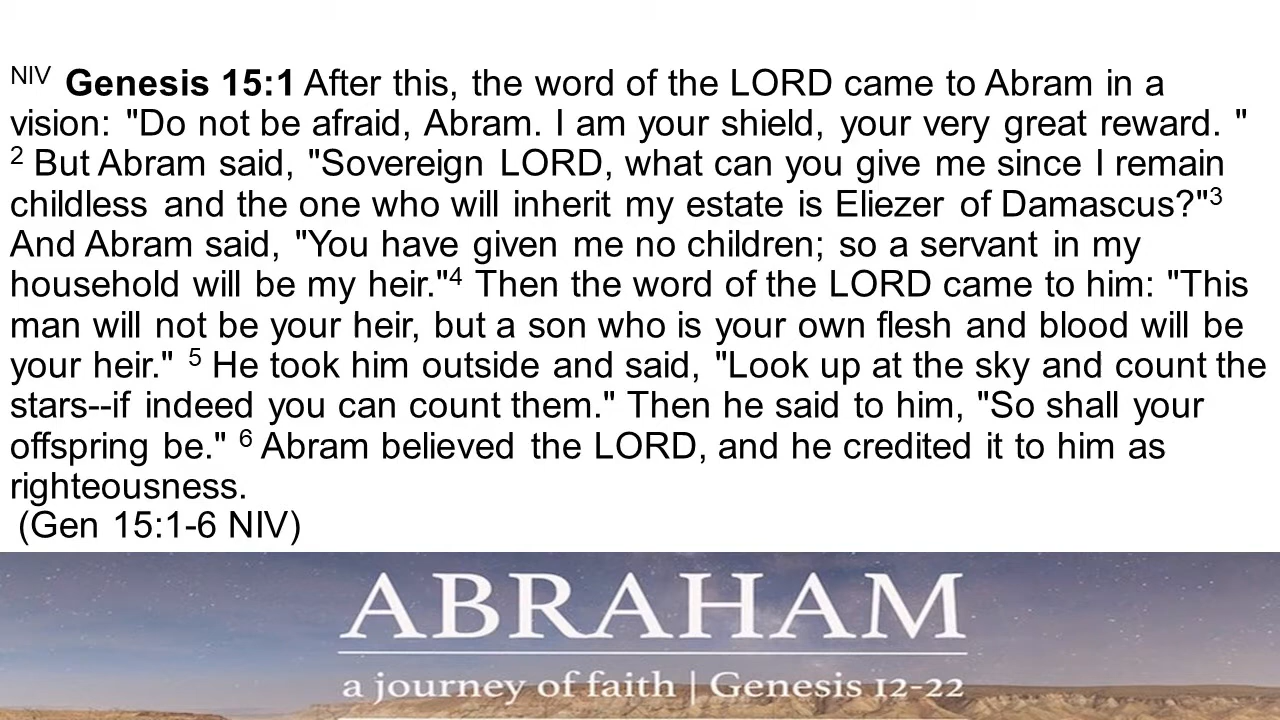 NIV Genesis 15:1 After this, the word of the LORD came to Abram in a
vision: "Do not be afraid, Abram. I am your shield, your very great reward. "
2 But Abram said, "Sovereign LORD, what can you give me since I remain
childless and the one who will inherit my estate is Eliezer of Damascus?"3
And Abram said, "You have given me no children; so a servant in my
household will be my heir."4 Then the word of the LORD came to him: "This
man will not be your heir, but a son who is your own flesh and blood will be
your heir." 5 He took him outside and said, "Look up at the sky and count the
stars--if indeed you can count them." Then he said to him, "So shall your
offspring be." 6 Abram believed the LORD, and he credited it to him as
righteousness.
(Gen 15:1-6 NIV)
ABRAHAM
a journey of faith | Genesis 12-22